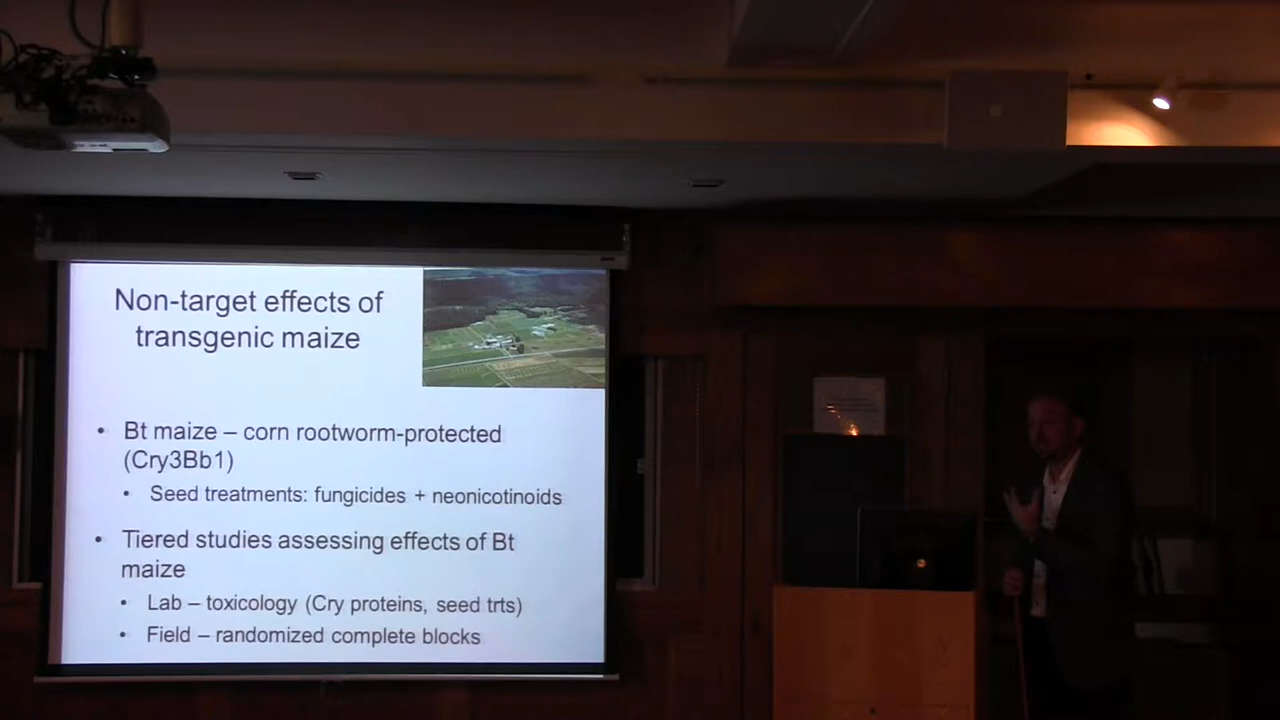 Non-target effects of
transgenic maize
• Bt maize – corn rootworm-protected
(Cry3Bb1)
• Seed treatments: fungicides + neonicotinoids
• Tiered studies assessing effects of Bt
maize
• Lab – toxicology (Cry proteins, seed trts)
• Field – randomized complete blocks